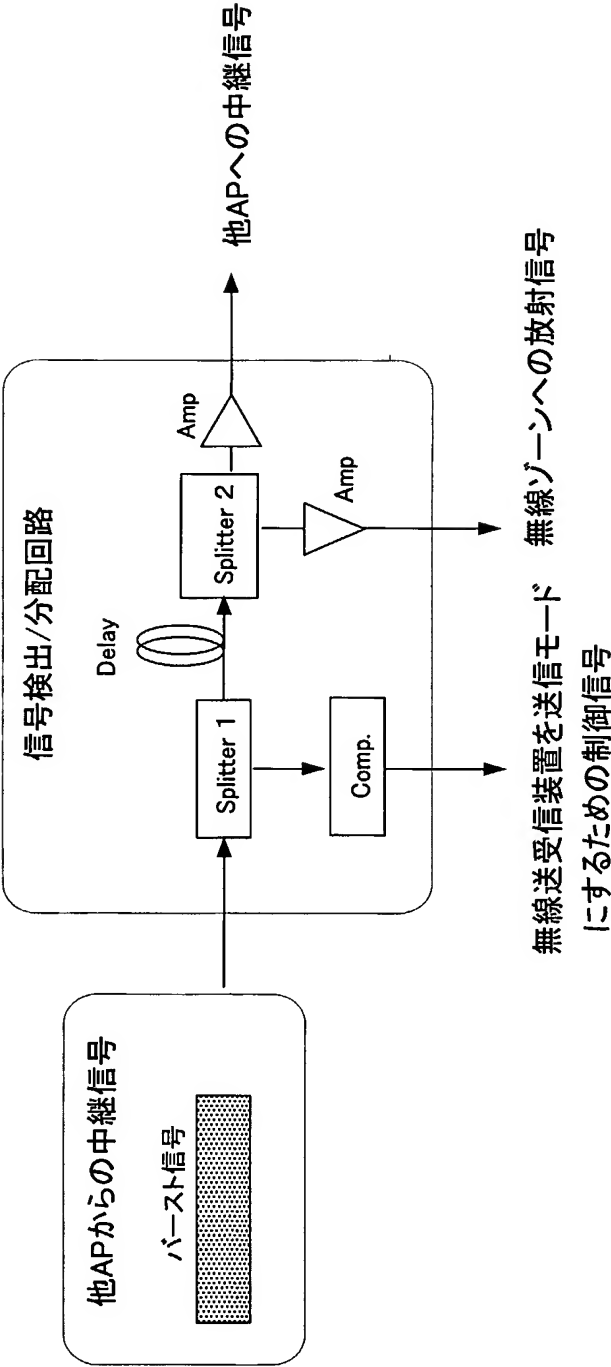 他APからの中継信号
バースト信号
信号検出/分配回路
Splitter 1
Delay
Splitter 2
Amp
Amp
Comp.
他APへの中継信号
無線送受信装置を送信モード
にするための制御信号
無線ゾーンへの放射信号